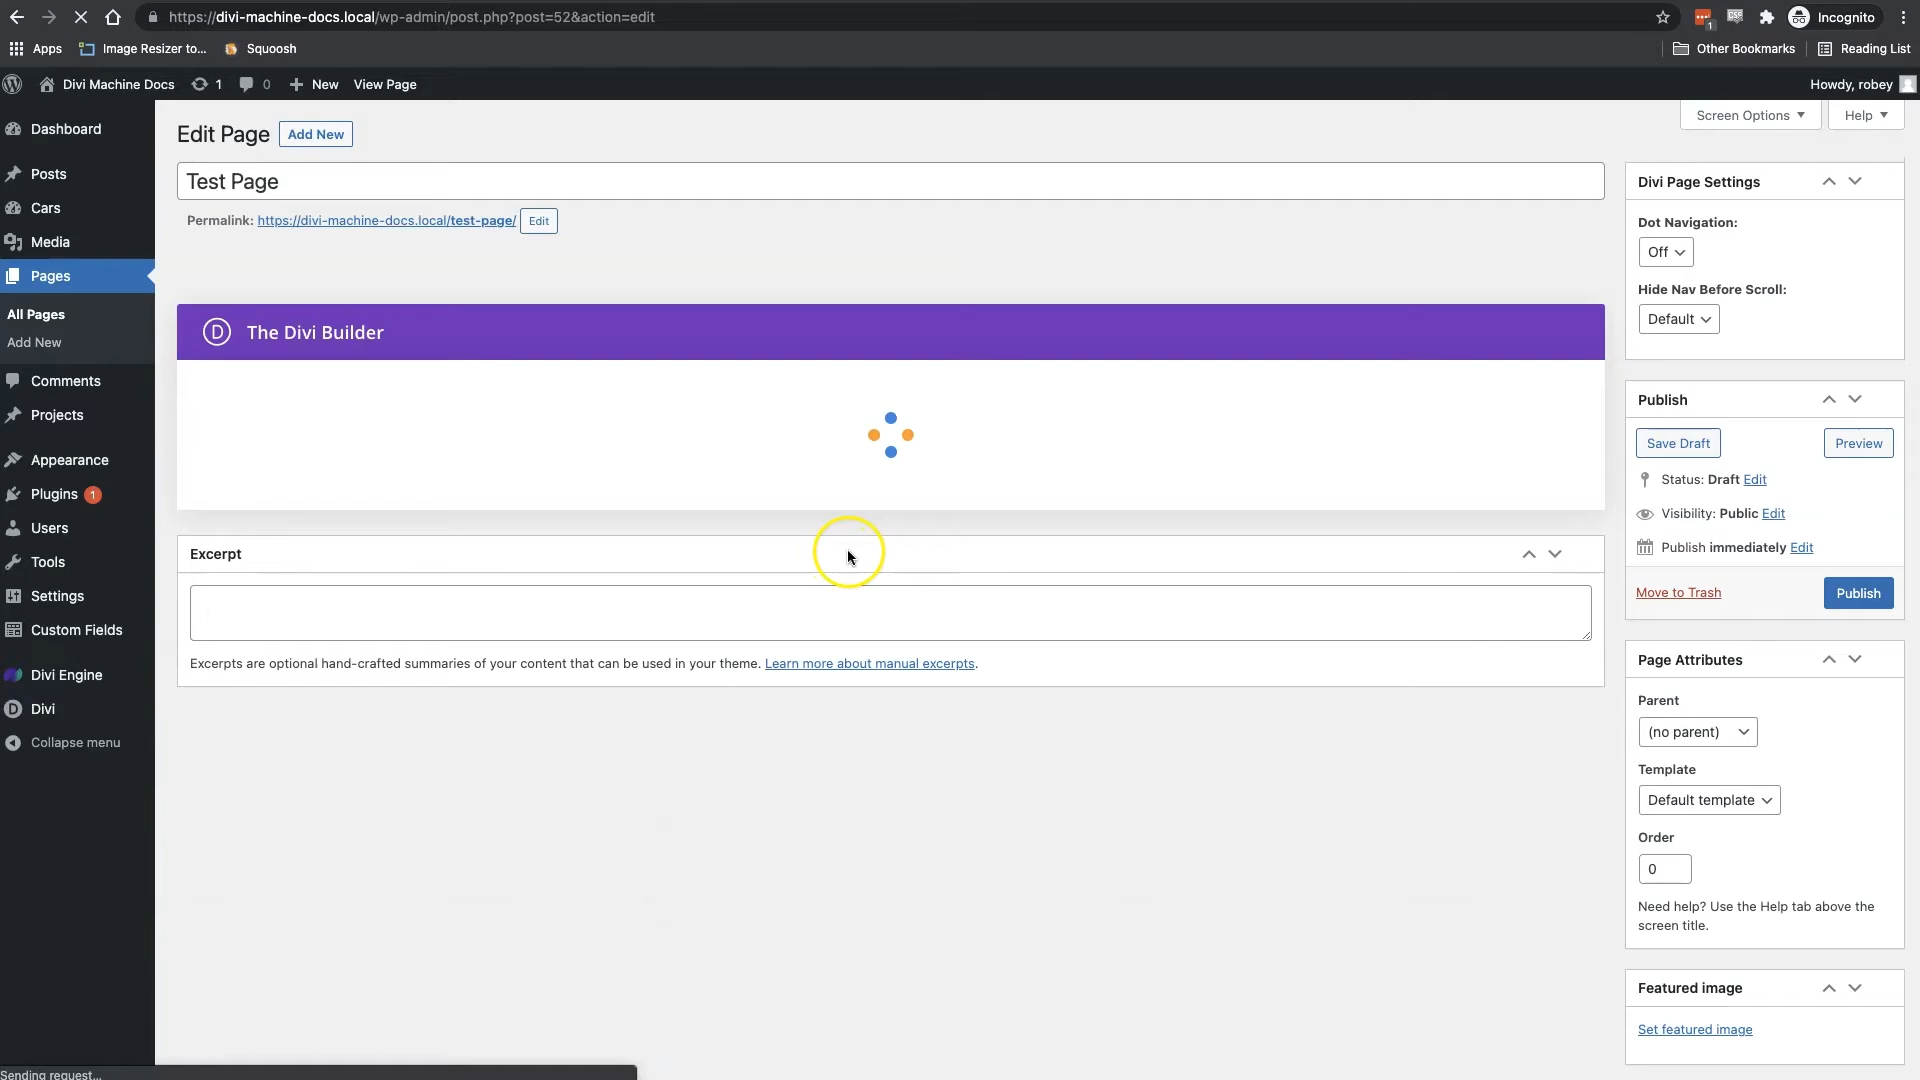 https://divi-machine-docs.local/wp-admin/post.php?post=52&action=edit
1
CSP
Incognito
Apps
Image Resizer to...
Squoosh
Other Bookmarks
Reading List
Divi Machine Docs
1
0
New
View Page
Howdy, robey
Screen Options
Help
Dashboard
Posts
Cars
Media
Pages
All Pages
Add New
Comments
Projects
Appearance
Plugins 1
Users
Tools
Settings
Custom Fields
Divi Engine
D Divi
Collapse menu
Edit Page
Add New
Test Page
Permalink: https://divi-machine-docs.local/test-page/ Edit
D The Divi Builder
Excerpt
Excerpts are optional hand-crafted summaries of your content that can be used in your theme. Learn more about manual excerpts.
Divi Page Settings
Dot Navigation:
Off
Hide Nav Before Scroll:
Default
Publish
Save Draft
Preview
Status: Draft Edit
Visibility: Public Edit
Publish immediately Edit
Move to Trash
Publish
Page Attributes
Parent
(no parent)
Template
Default template
Order
0
Need help? Use the Help tab above the
screen title.
Featured image
Set featured image
Sending request...